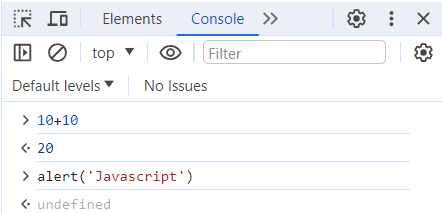 Elements Console
top Filter
Default levels No Issues
10+10
20
alert('Javascript')
undefined